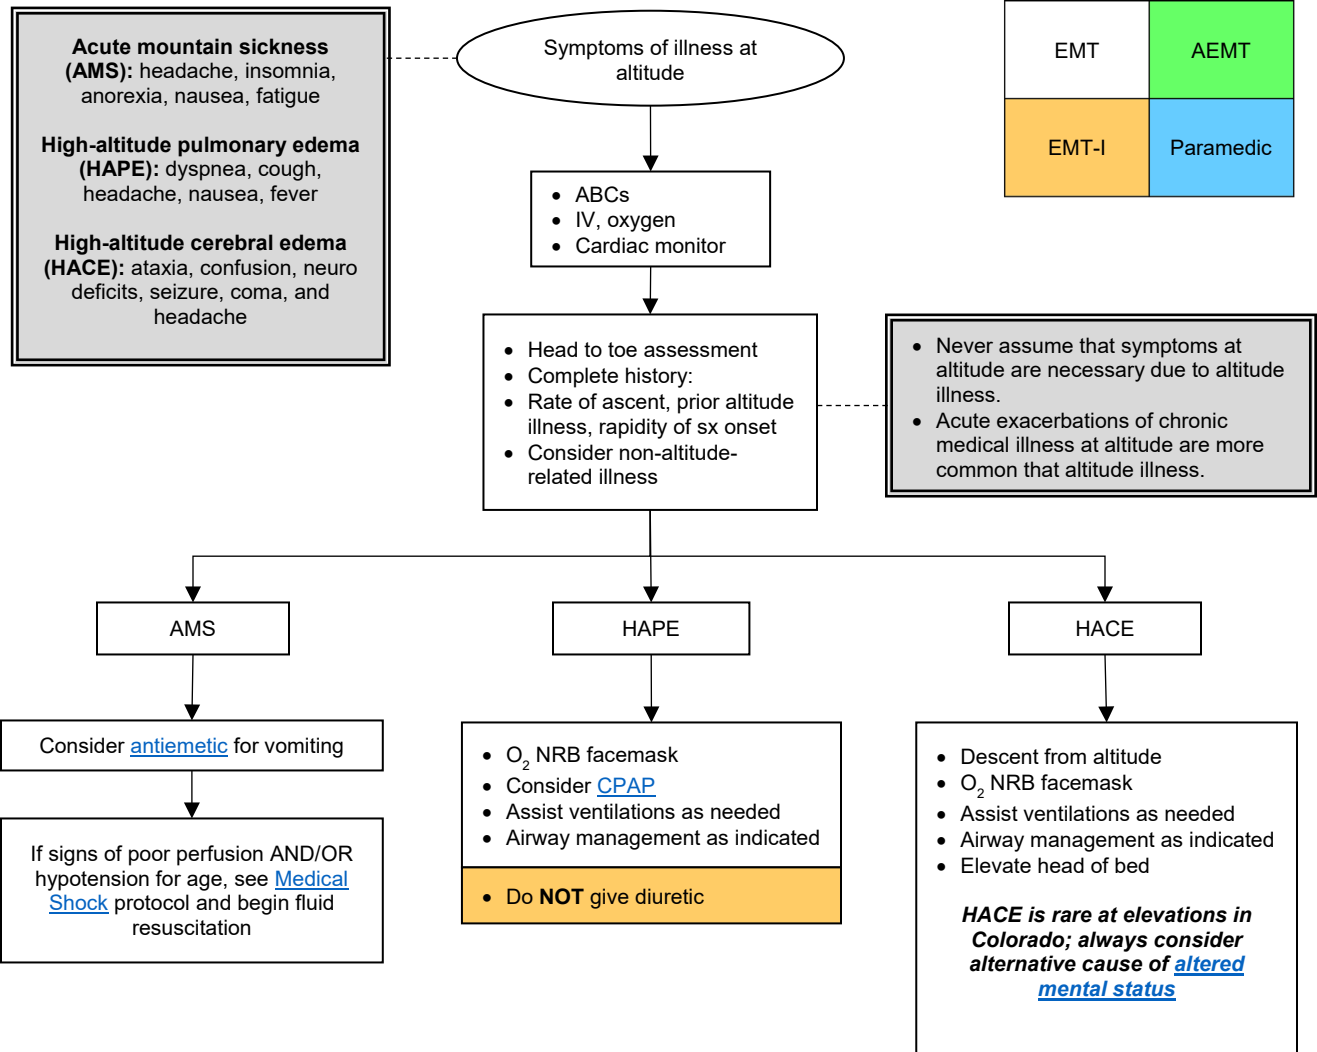 Acute mountain sickness
(AMS): headache, insomnia,
anorexia, nausea, fatigue
High-altitude pulmonary edema
(HAPE): dyspnea, cough,
headache, nausea, fever
High-altitude cerebral edema
(HACE): ataxia, confusion, neuro
deficits, seizure, coma, and
headache
Symptoms of illness at
altitude
EMT
AEMT
EMT-I
Paramedic
• ABCs
• IV, oxygen
• Cardiac monitor
• Head to toe assessment
• Complete history:
• Rate of ascent, prior altitude
illness, rapidity of sx onset
• Consider non-altitude-
related illness
• Never assume that symptoms at
altitude are necessary due to altitude
illness.
• Acute exacerbations of chronic
medical illness at altitude are more
common that altitude illness.
AMS
Consider antiemetic for vomiting
If signs of poor perfusion AND/OR
hypotension for age, see Medical
Shock protocol and begin fluid
resuscitation
HAPE
• O2 NRB facemask
• Consider CPAP
• Assist ventilations as needed
• Airway management as indicated
• Do NOT give diuretic
HACE
• Descent from altitude
• O2 NRB facemask
• Assist ventilations as needed
• Airway management as indicated
• Elevate head of bed
HACE is rare at elevations in
Colorado; always consider
alternative cause of altered
mental status